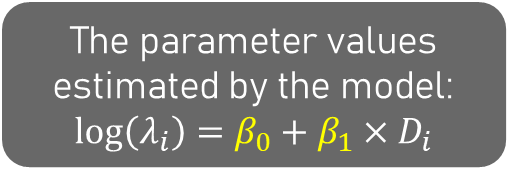 The parameter values
estimated by the model:
log(λᵢ) = β₀ + β₁ × Dᵢ